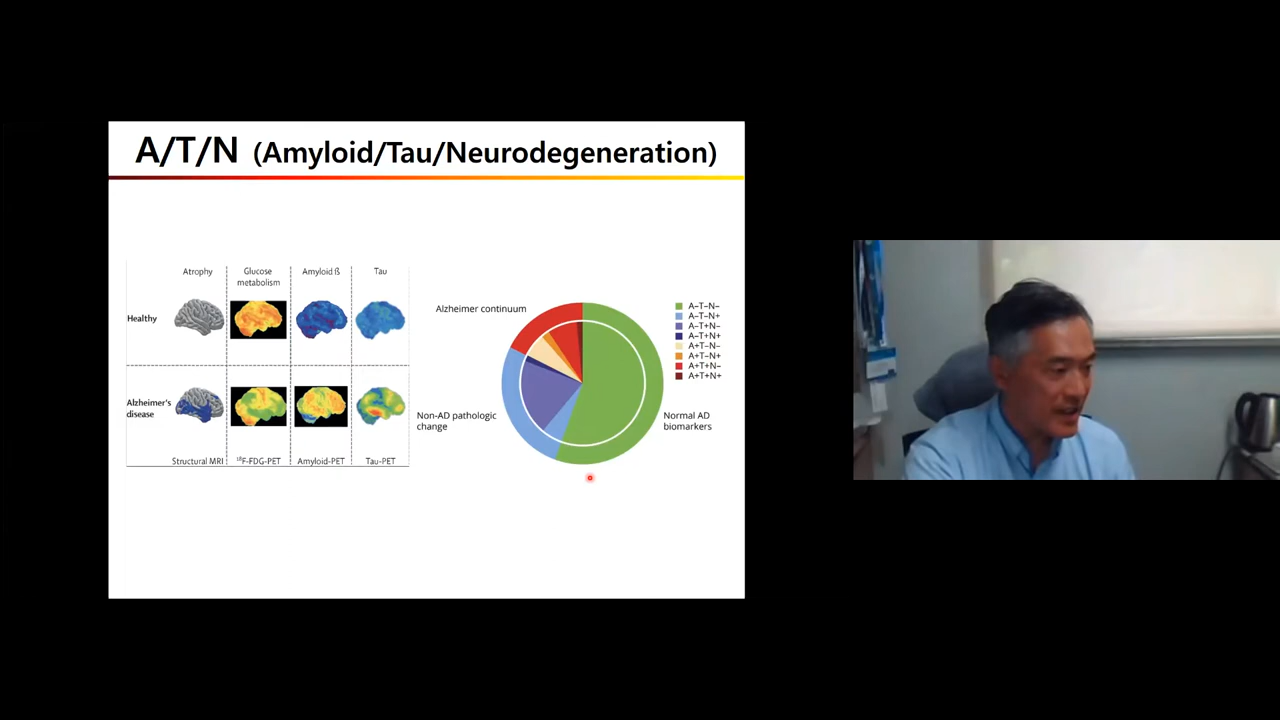 A/T/N (Amyloid/Tau/Neurodegeneration)
Atrophy
Glucose
metabolism
Amyloid ß
Tau
Healthy
Alzheimer's
disease
Structural MRI
¹⁸F-FDG-PET
Amyloid-PET
Tau-PET
Alzheimer continuum
Non-AD pathologic
change
Normal AD
biomarkers
A–T–N–
A–T–N+
A–T+N–
A–T+N+
A+T–N–
A+T–N+
A+T+N–
A+T+N+